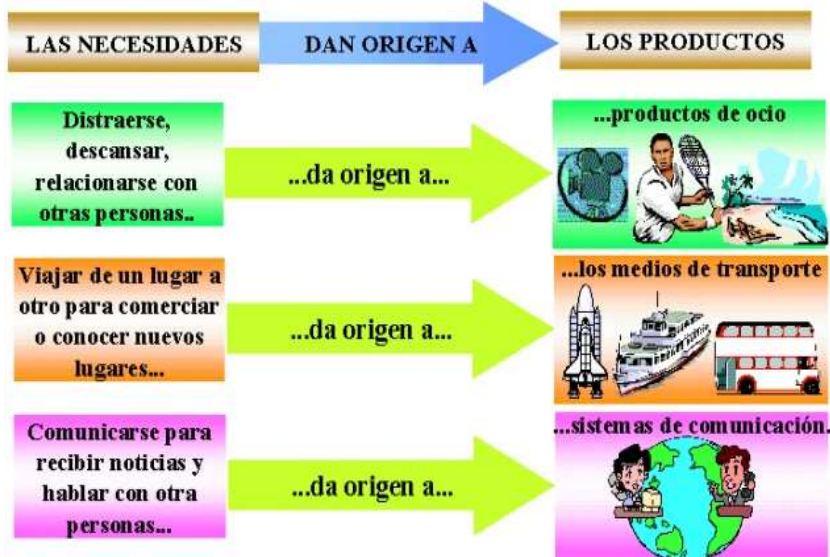 LAS NECESIDADES
DAN ORIGEN A
LOS PRODUCTOS
Distraerse,
descansar,
relacionarse con
otras personas..
...da origen a...
...productos de ocio
Viajar de un lugar a
otro para comerciar
o conocer nuevos
lugares...
...da origen a...
...los medios de transporte
Comunicarse para
recibir noticias y
hablar con otra
personas...
...da origen a...
...sistemas de comunicación.